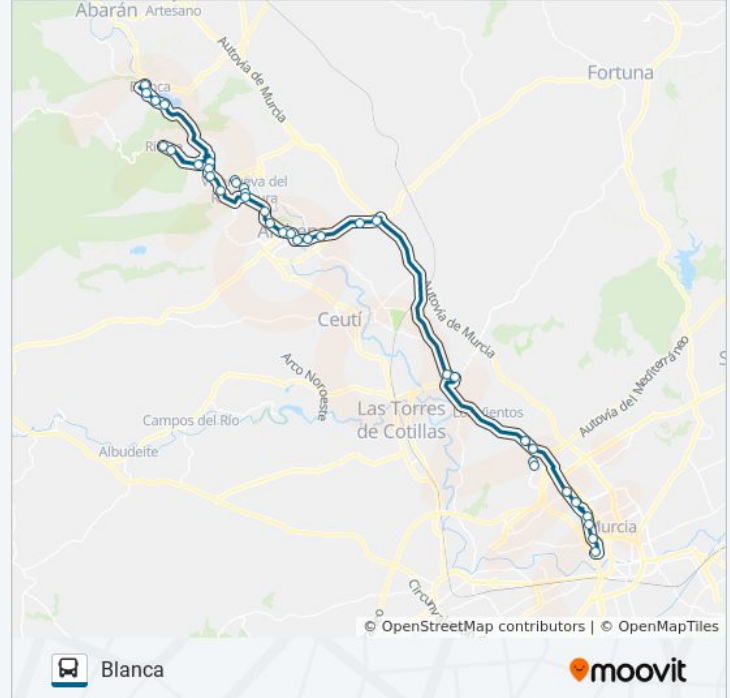 Abarán
Artesano
Autovía de Murcia
Fortuna
Ceutí
Autovía de Murcia
Arco Noroeste
Autovía del Mediterráneo
Las Torres
de Cotillas
Campos del Río
Albudeite
Murcia
© OpenStreetMap contributors | © OpenMapTiles
Blanca
moovit